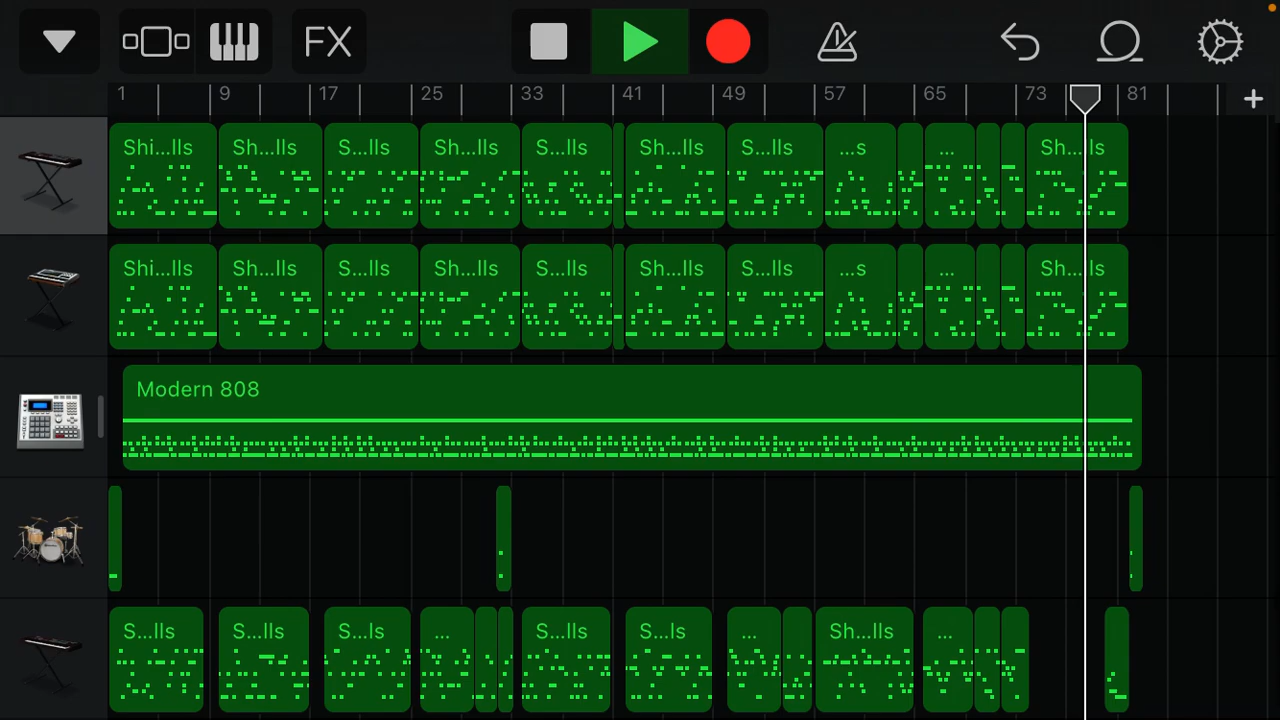 FX
1 9 17 25 33 41 49 57 65 73 81 +
Shi...lls Sh...lls S...lls Sh...lls S...lls Sh...lls S...lls ...s ... Sh...lls
Shi...lls Sh...lls S...lls Sh...lls S...lls Sh...lls S...lls ...s ... Sh...lls
Modern 808
S...lls S...lls S...ls ... S...lls S...ls ... Sh...lls ...